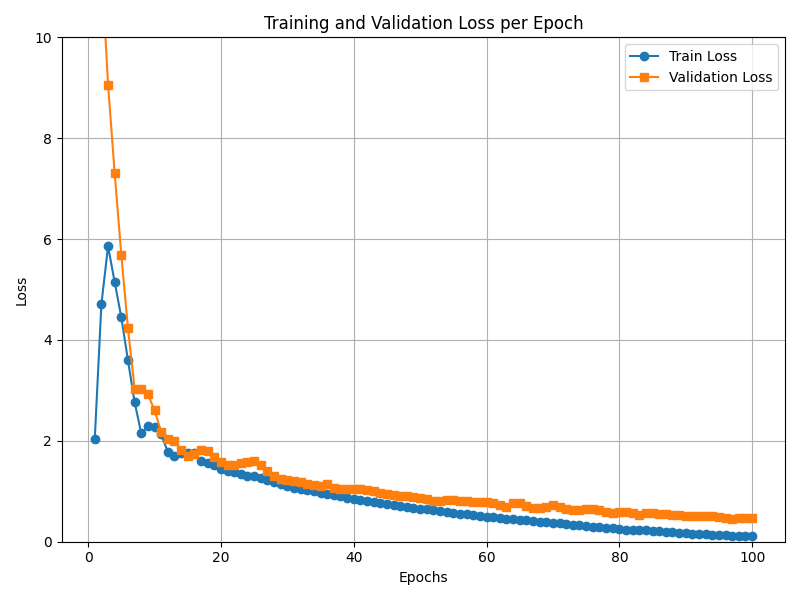 Training and Validation Loss per Epoch
Train Loss
Validation Loss
10
8
6
4
2
0
Loss
0 20 40 60 80 100
Epochs